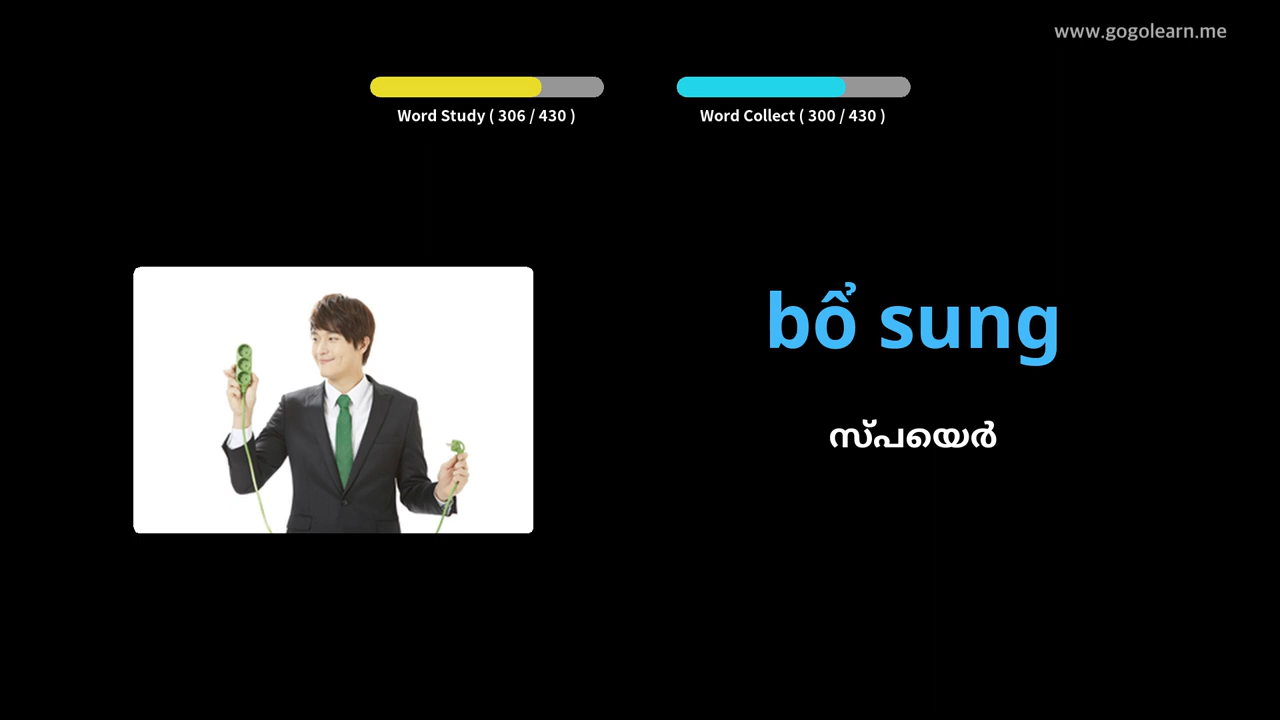 www.gogolearn.me
Word Study ( 306 / 430 )
Word Collect ( 300 / 430 )
bổ sung
സ്പയെർ